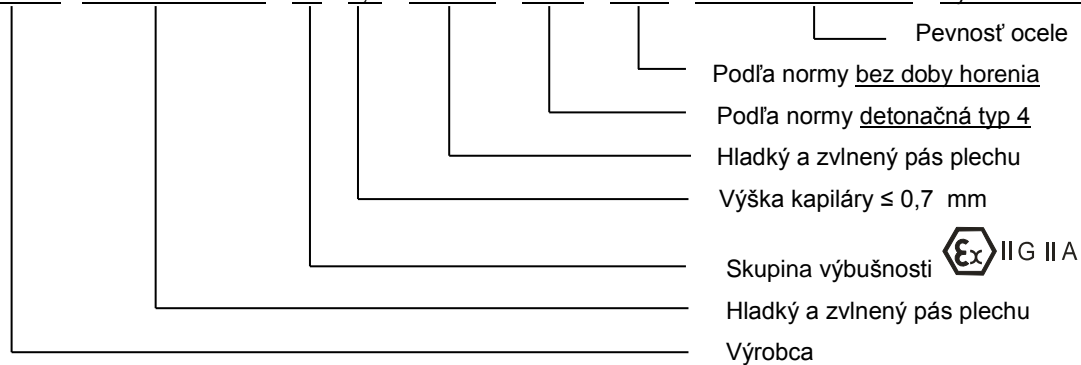 Pevnosť ocele
Podľa normy bez doby horenia
Podľa normy detonačná typ 4
Hladký a zvlnený pás plechu
Výška kapiláry ≤ 0,7 mm
Skupina výbušnosti Ex II G II A
Hladký a zvlnený pás plechu
Výrobca